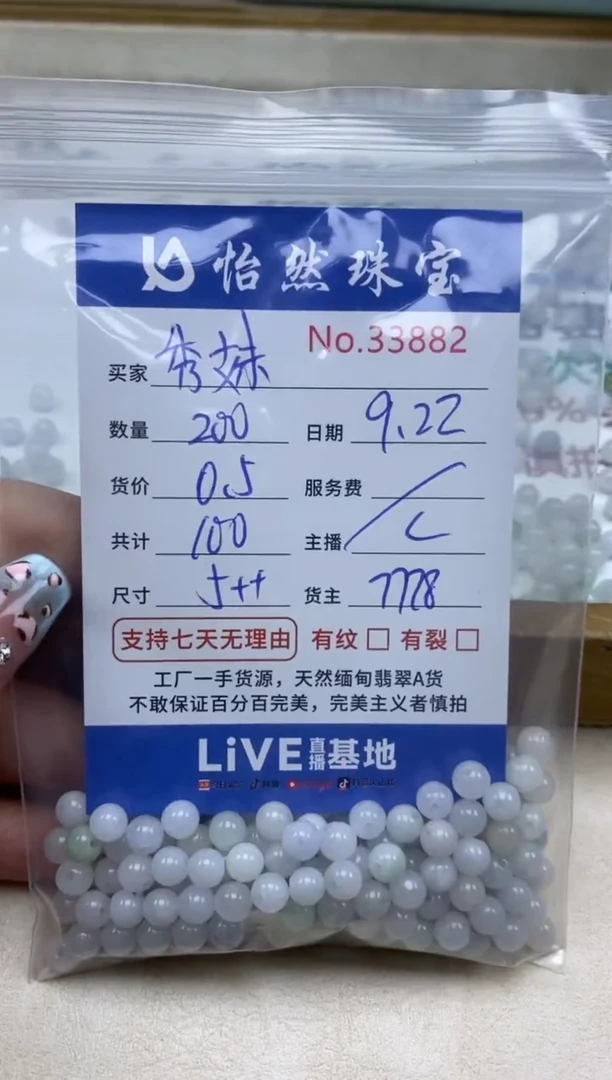 怡然珠宝
No.33882
买家 秀妹
数量 200 日期 9.22
货价 0.5 服务费 /
共计 100 主播 L
尺寸 5++ 货主 7778
支持七天无理由 有纹 □ 有裂 □
工厂一手货源，天然缅甸翡翠A货
不敢保证百分百完美，完美主义者慎拍
LiVE直播基地